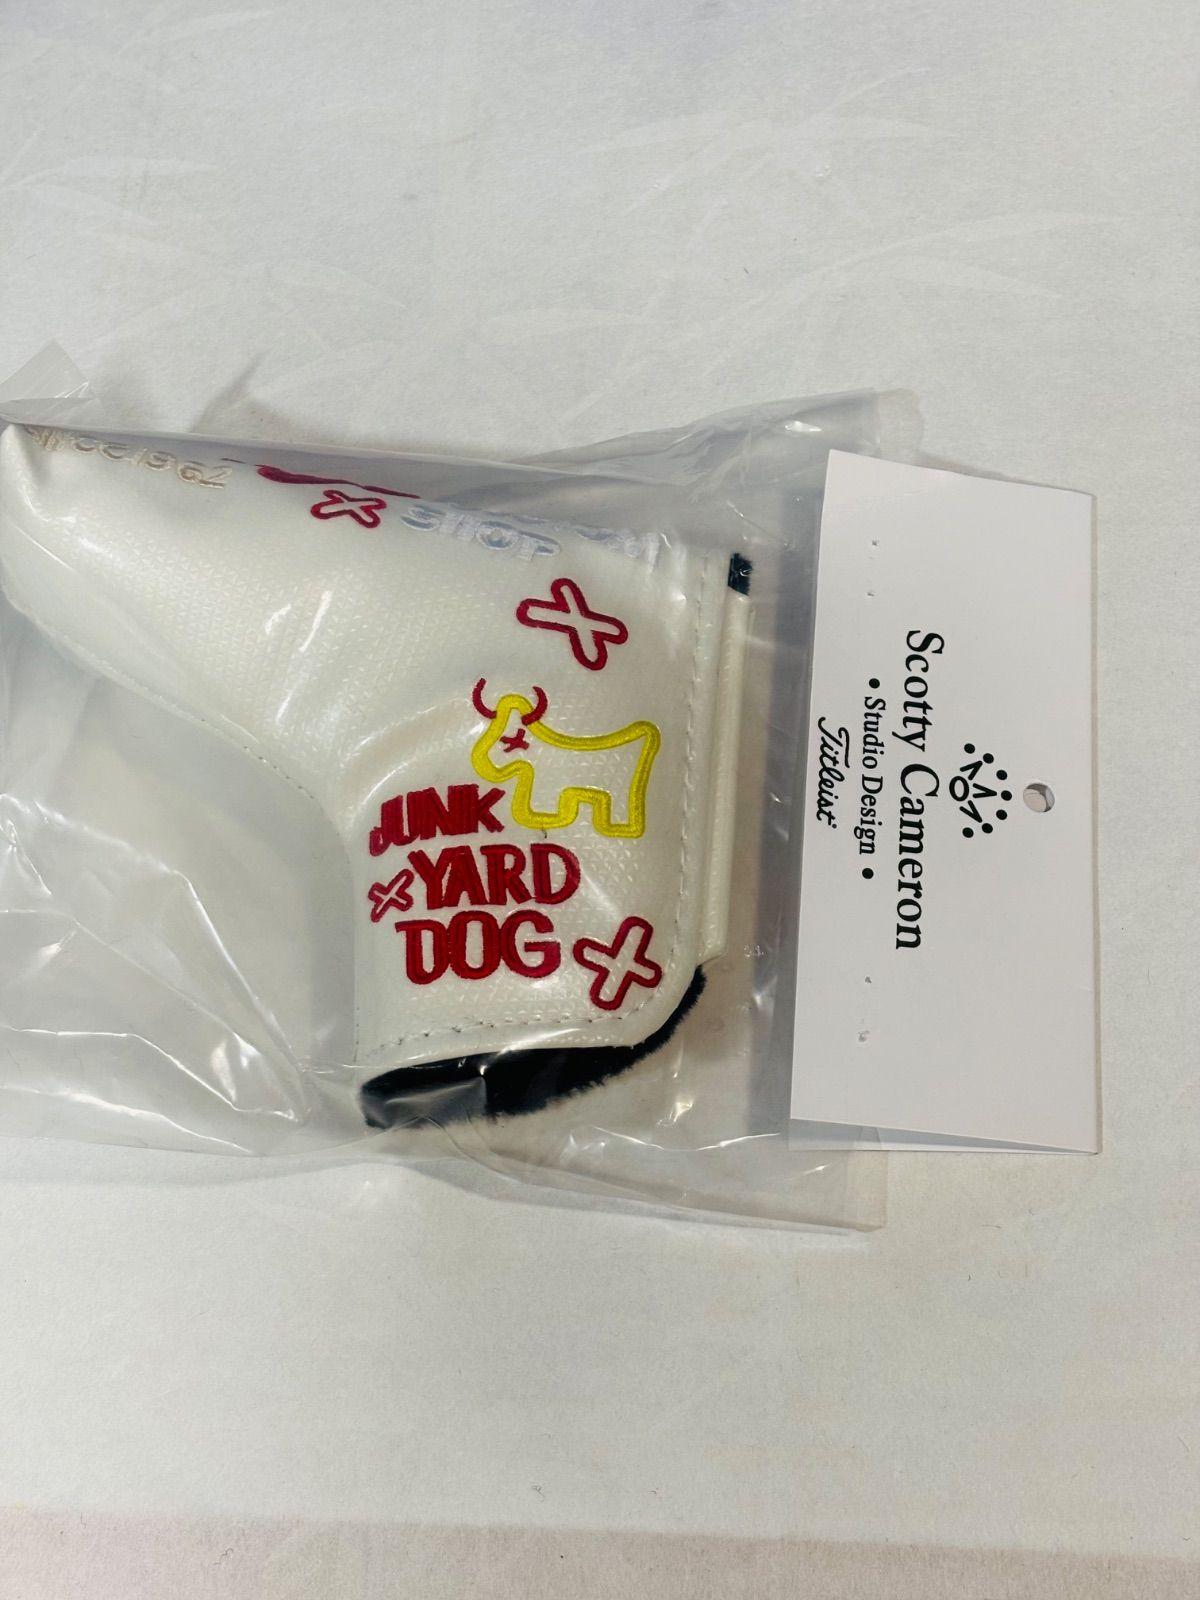 JUNK
YARD
DOG
Scotty Cameron
• Studio Design •
Titleist